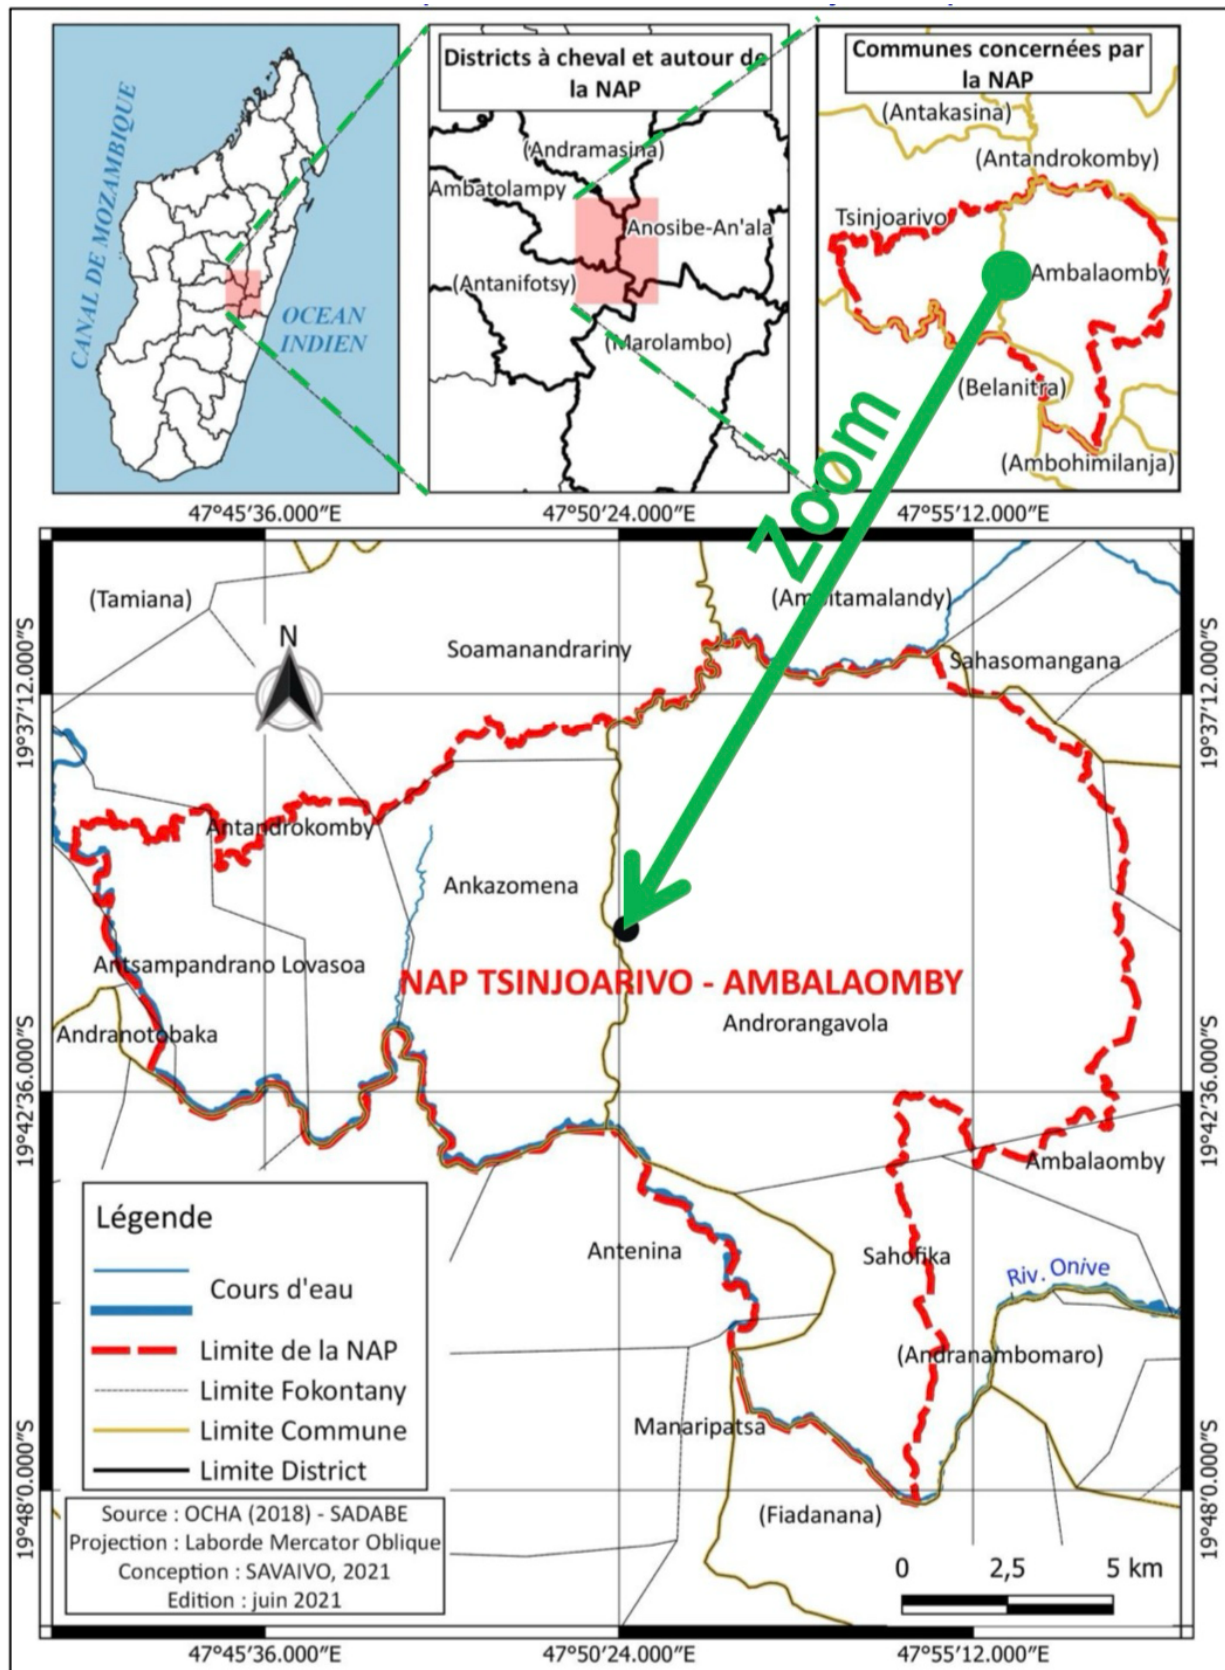 CANAL DE MOZAMBIQUE
OCEAN
INDIEN
Districts à cheval et autour de
la NAP
(Andramasina)
Ambatolampy
Anosibe-An'ala
(Antanifotsy)
(Marolambo)
Communes concernées par
la NAP
(Antakasina)
(Antandrokomby)
Tsinjoarivo
Ambalaomby
(Belanitra)
(Ambohimilanja)
Zoom
47°45'36.000"E
47°50'24.000"E
47°55'12.000"E
19°37'12.000"S
19°42'36.000"S
19°48'0.000"S
(Tamiana)
N
Soamanandrariny
Sahasomangana
Antandrokomby
Ankazomena
Antsampandrano Lovasoa
NAP TSINJOARIVO - AMBALAOMBY
Androrangavola
Andranotobaka
Ambalaomby
Antenina
Sahofika
Riv. Onive
(Andranambomaro)
Manaripatsa
(Fiadanana)
Légende
Cours d'eau
Limite de la NAP
Limite Fokontany
Limite Commune
Limite District
Source : OCHA (2018) - SADABE
Projection : Laborde Mercator Oblique
Conception : SAVAIVO, 2021
Edition : juin 2021
0 2,5 5 km
19°37'12.000"S
19°42'36.000"S
19°48'0.000"S
47°45'36.000"E
47°50'24.000"E
47°55'12.000"E